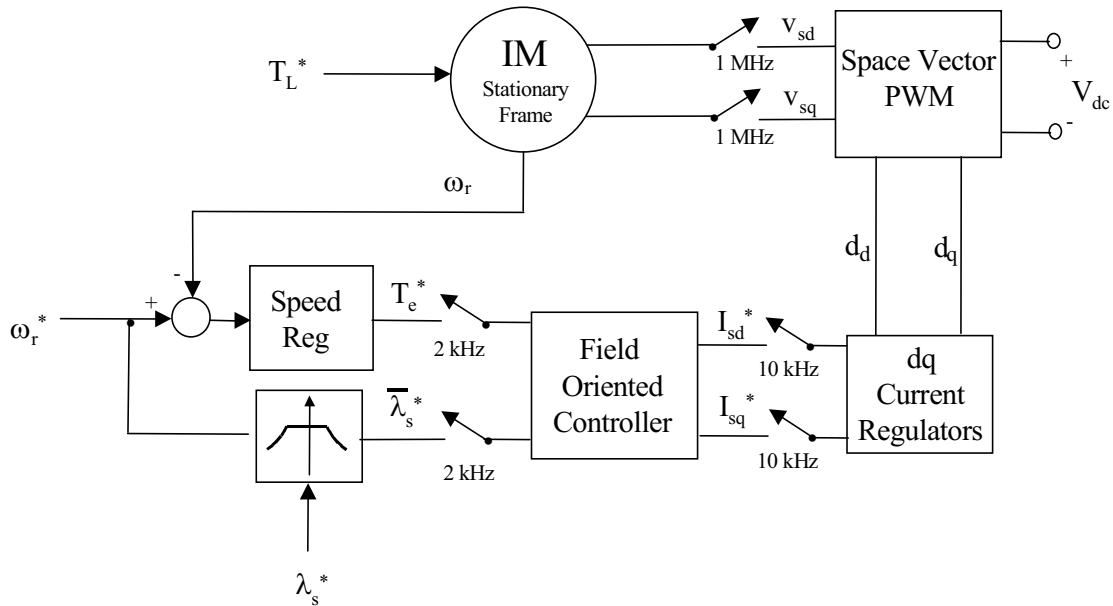 IM
Stationary
Frame
T_L^*
v_sd
1 MHz
v_sq
1 MHz
Space Vector
PWM
+
V_dc
-
ω_r
d_d
d_q
-
+
ω_r^*
Speed
Reg
T_e^*
2 kHz
λ̅_s^*
2 kHz
Field
Oriented
Controller
I_sd^*
10 kHz
I_sq^*
10 kHz
dq
Current
Regulators
λ_s^*